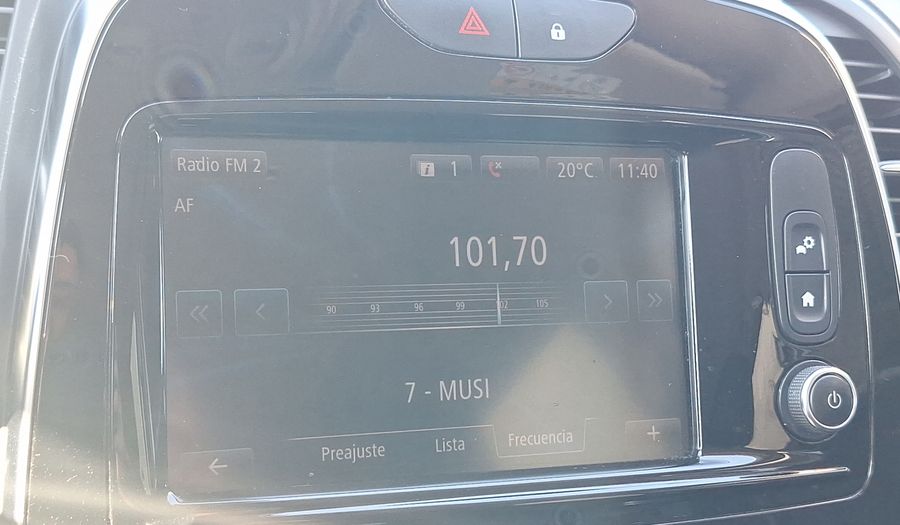 Radio FM 2
1
20°C
11:40
AF
101,70
90 93 96 99 102 105
7 - MUSI
Preajuste
Lista
Frecuencia